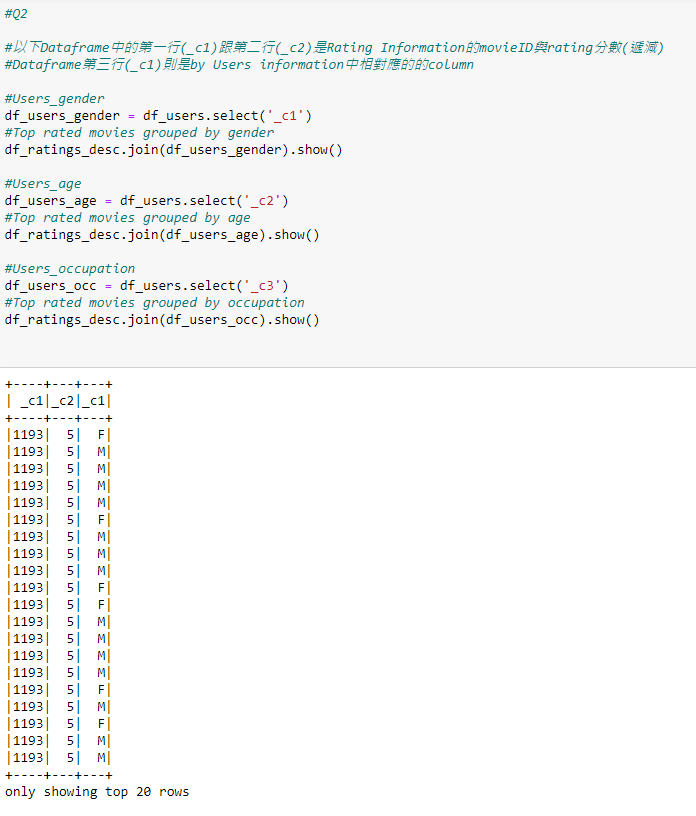 #Q2
#以下Dataframe中的第一行(_c1)跟第二行(_c2)是Rating Information的movieID與rating分數(遞減)
#Dataframe第三行(_c1)則是by Users information中相對應的的column
#Users_gender
df_users_gender = df_users.select('_c1')
#Top rated movies grouped by gender
df_ratings_desc.join(df_users_gender).show()
#Users_age
df_users_age = df_users.select('_c2')
#Top rated movies grouped by age
df_ratings_desc.join(df_users_age).show()
#Users_occupation
df_users_occ = df_users.select('_c3')
#Top rated movies grouped by occupation
df_ratings_desc.join(df_users_occ).show()
+----+---+---+
| _c1|_c2|_c1|
+----+---+---+
|1193|  5|  F|
|1193|  5|  M|
|1193|  5|  M|
|1193|  5|  M|
|1193|  5|  M|
|1193|  5|  F|
|1193|  5|  M|
|1193|  5|  M|
|1193|  5|  M|
|1193|  5|  F|
|1193|  5|  F|
|1193|  5|  M|
|1193|  5|  M|
|1193|  5|  M|
|1193|  5|  M|
|1193|  5|  F|
|1193|  5|  M|
|1193|  5|  F|
|1193|  5|  M|
|1193|  5|  M|
+----+---+---+
only showing top 20 rows